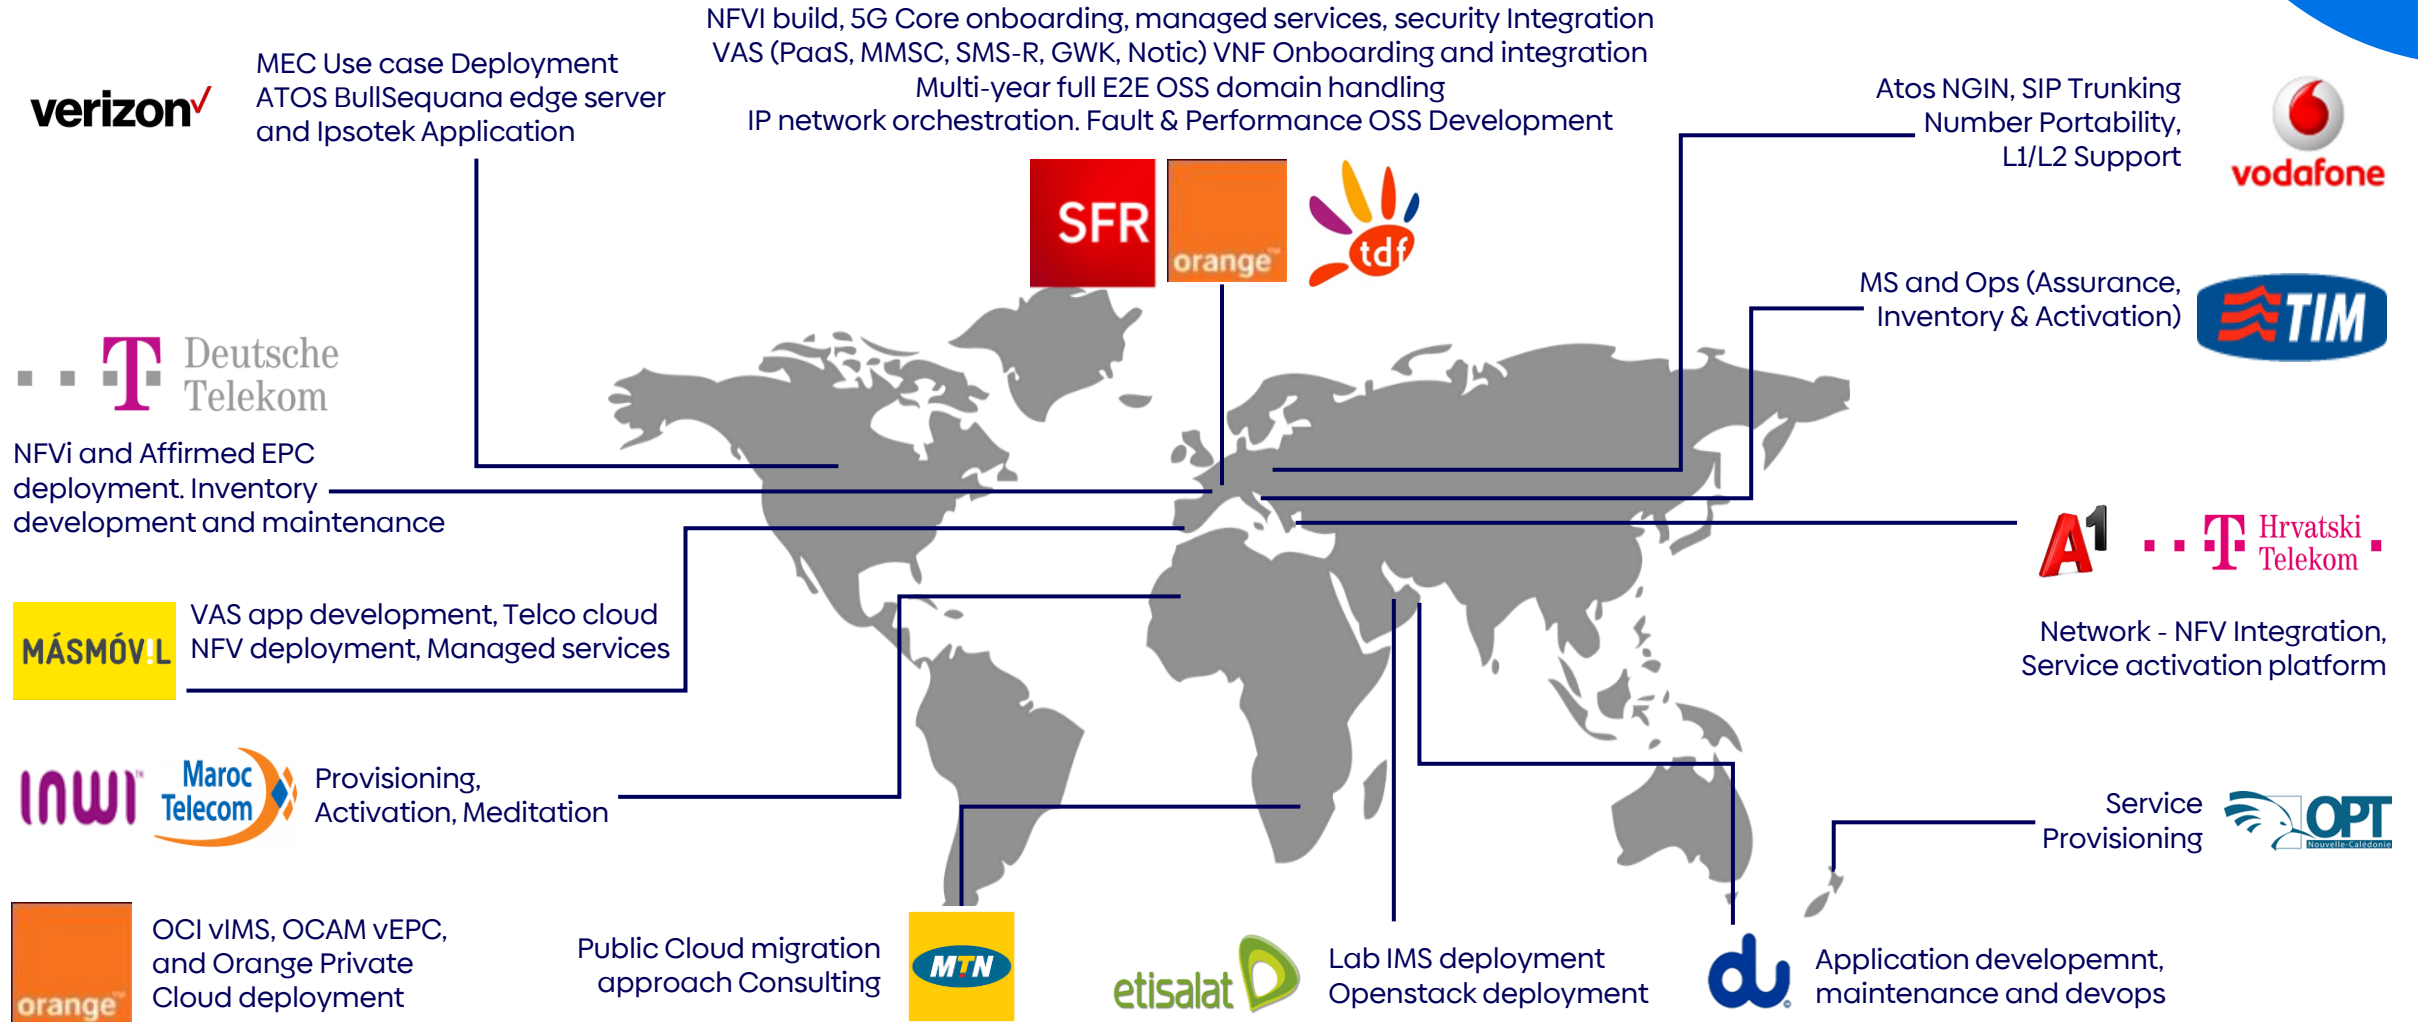 NFVI build, 5G Core onboarding, managed services, security Integration
VAS (PaaS, MMSC, SMS-R, GWK, Notic) VNF Onboarding and integration
Multi-year full E2E OSS domain handling
IP network orchestration. Fault & Performance OSS Development
verizon
MEC Use case Deployment
ATOS BullSequana edge server
and Ipsotek Application
SFR
orange™
tdf
Atos NGIN, SIP Trunking
Number Portability,
L1/L2 Support
vodafone
MS and Ops (Assurance,
Inventory & Activation)
TIM
T
Deutsche
Telekom
NFVi and Affirmed EPC
deployment. Inventory
development and maintenance
A1
T
Hrvatski
Telekom
Network - NFV Integration,
Service activation platform
MÁSMÓV!L
VAS app development, Telco cloud
NFV deployment, Managed services
inwi™
Maroc
Telecom
Provisioning,
Activation, Meditation
Service
Provisioning
OPT
Nouvelle-Calédonie
orange™
OCI vIMS, OCAM vEPC,
and Orange Private
Cloud deployment
Public Cloud migration
approach Consulting
MTN
etisalat
Lab IMS deployment
Openstack deployment
du
Application developemnt,
maintenance and devops